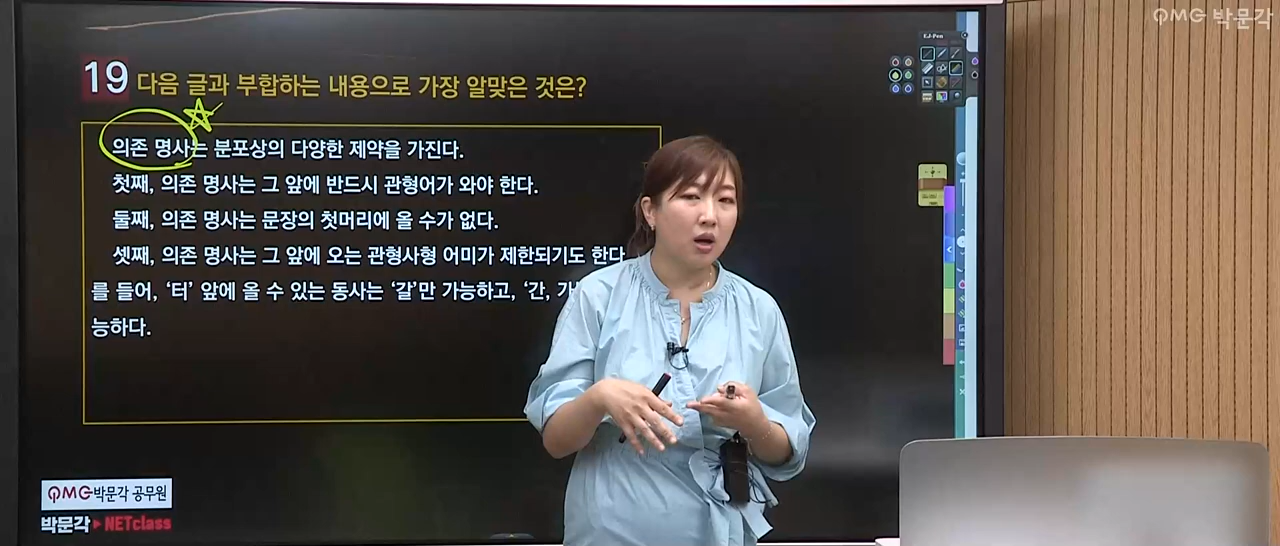 PMG 박문각
EJ-Pen
19 다음 글과 부합하는 내용으로 가장 알맞은 것은?
의존 명사는 분포상의 다양한 제약을 가진다.
첫째, 의존 명사는 그 앞에 반드시 관형어가 와야 한다.
둘째, 의존 명사는 문장의 첫머리에 올 수가 없다.
셋째, 의존 명사는 그 앞에 오는 관형사형 어미가 제한되기도 한다
를 들어, ‘터’ 앞에 올 수 있는 동사는 ‘갈’만 가능하고, ‘간,
능하다.
PMG 박문각 공무원
박문각 NETclass